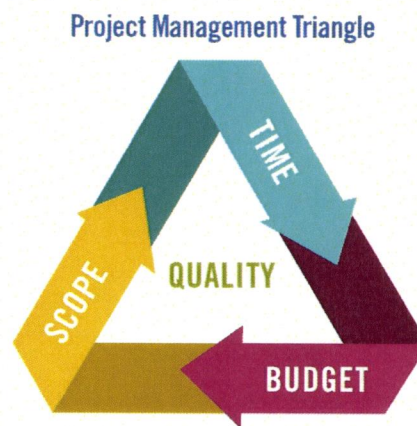 Project Management Triangle
TIME
QUALITY
SCOPE
BUDGET